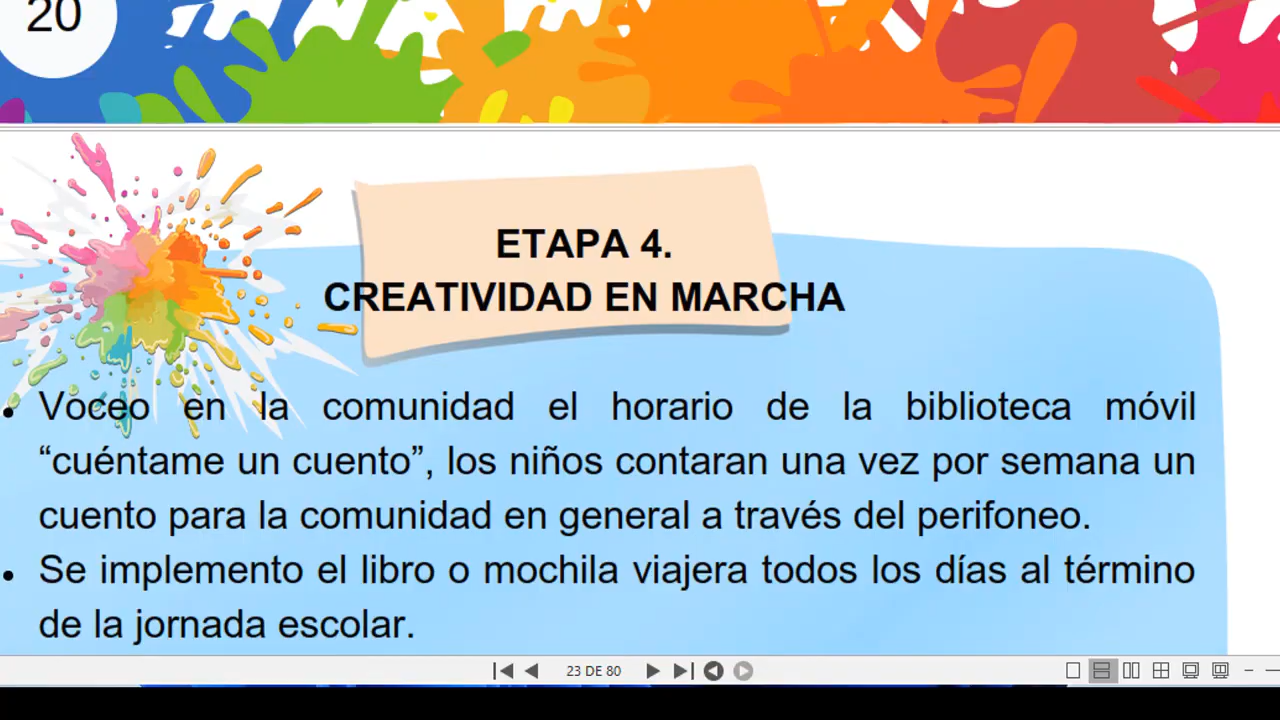 20
ETAPA 4.
CREATIVIDAD EN MARCHA
• Voceo en la comunidad el horario de la biblioteca móvil
“cuéntame un cuento”, los niños contaran una vez por semana un
cuento para la comunidad en general a través del perifoneo.
• Se implemento el libro o mochila viajera todos los días al término
de la jornada escolar.
23 DE 80